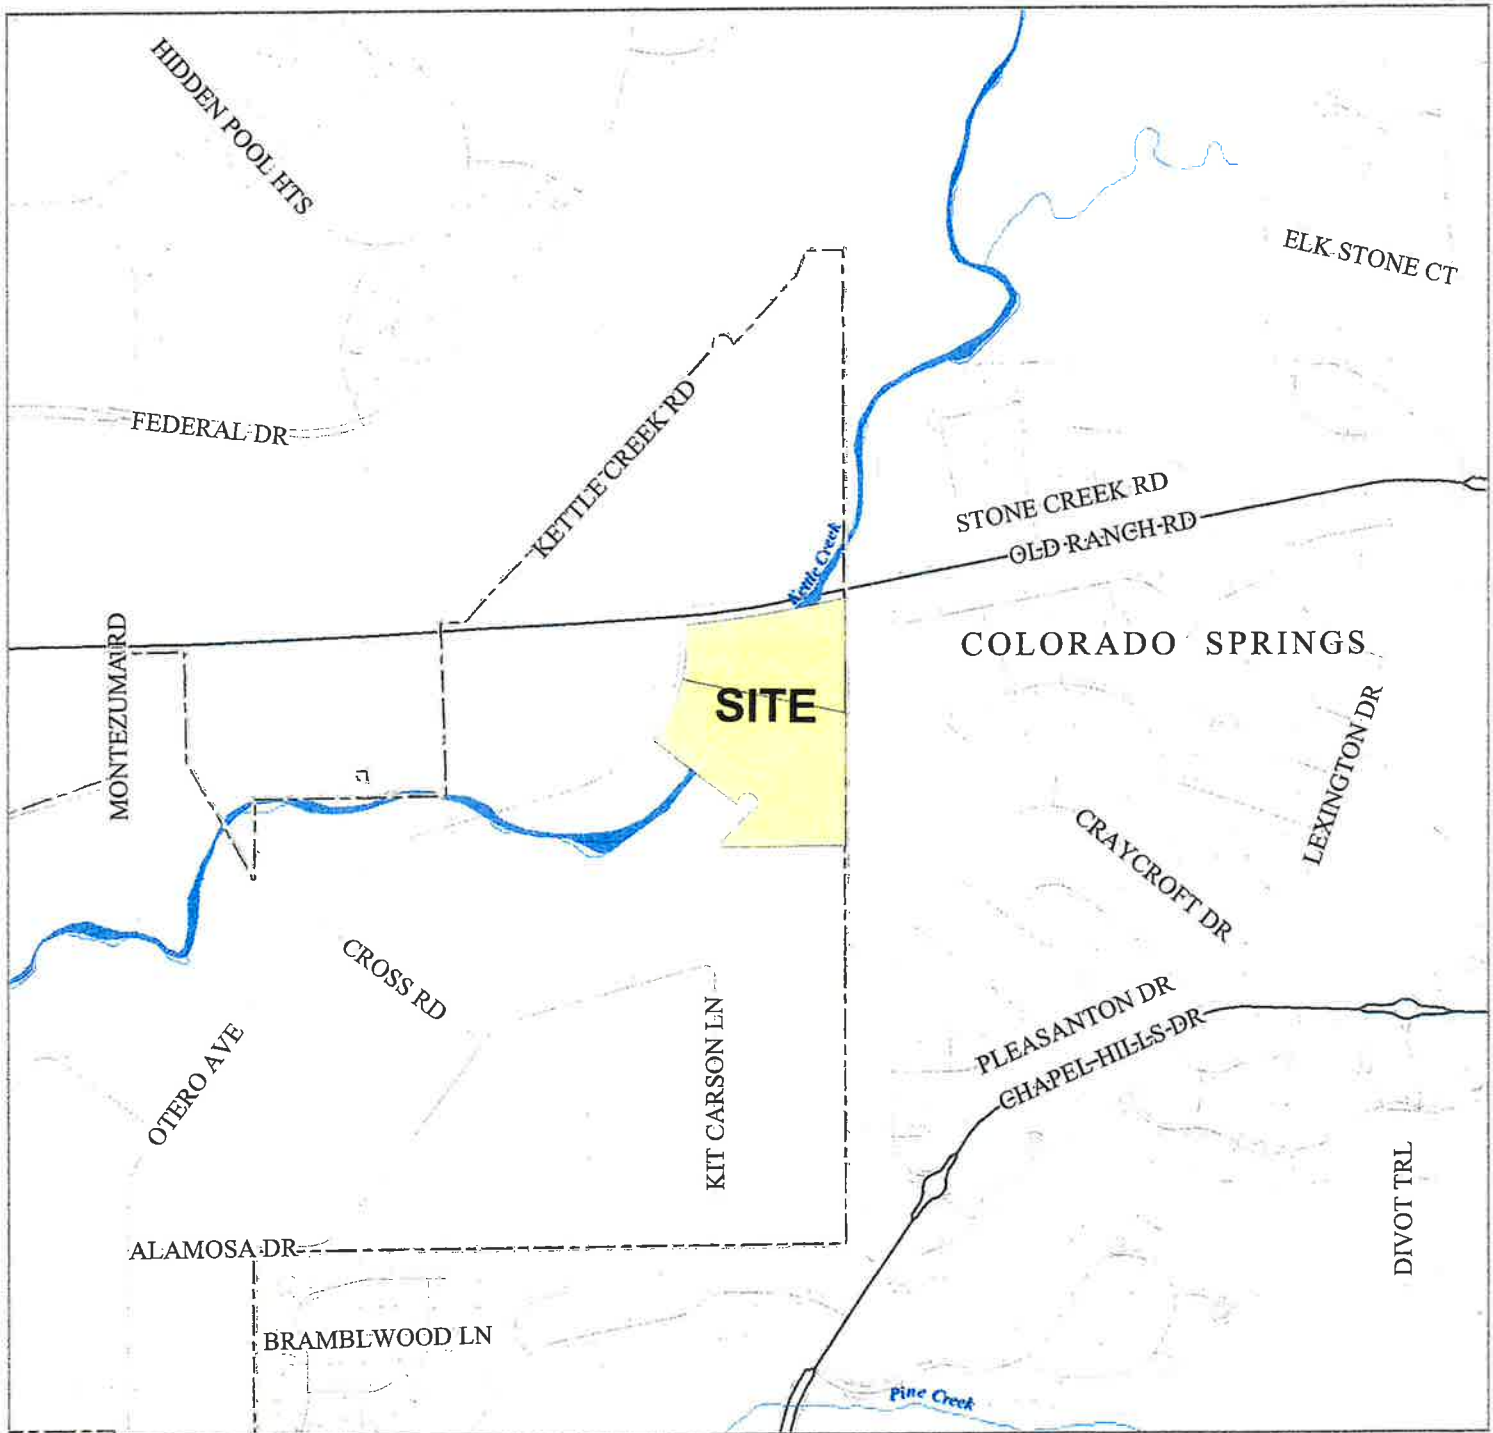 HIDDEN POOL HTS
ELK STONE CT
FEDERAL DR
KETTLE CREEK RD
STONE CREEK RD
OLD RANCH RD
Kettle Creek
MONTEZUMA RD
COLORADO SPRINGS
SITE
LEXINGTON DR
CRAYCROFT DR
CROSS RD
PLEASANTON DR
CHAPEL HILLS DR
OTERO AVE
KIT CARSON LN
DIVOT TRL
ALAMOSA DR
BRAMBLWOOD LN
Pine Creek